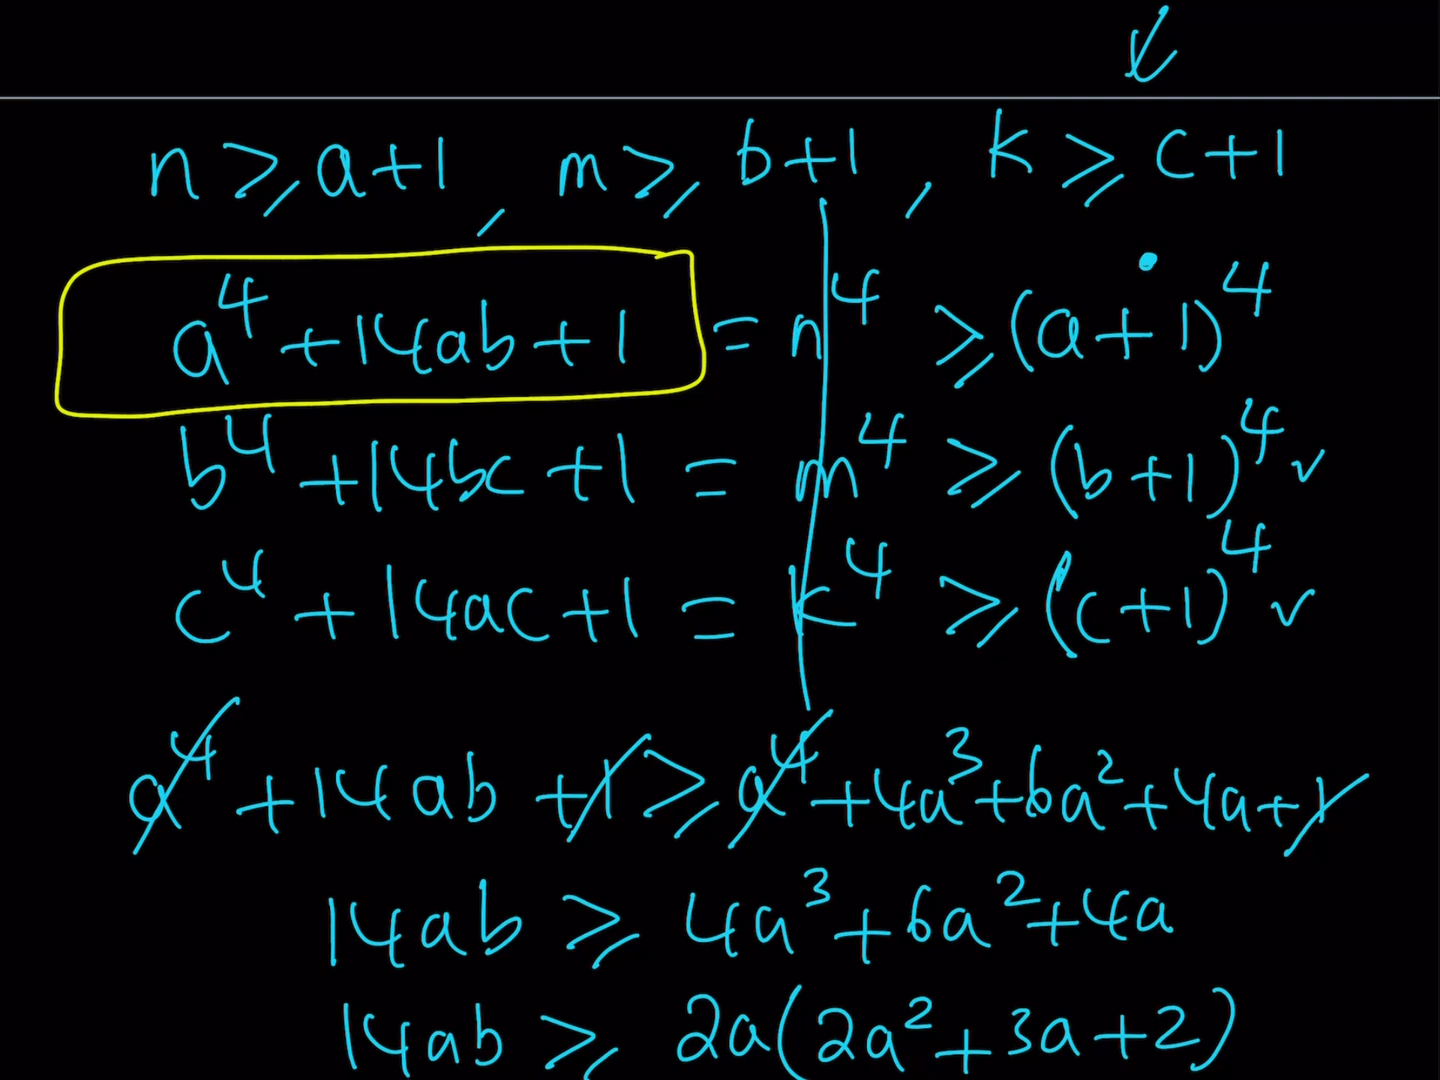 n ≥ a+1, m ≥ b+1, k ≥ c+1
a⁴ + 14ab + 1 = n⁴ ≥ (a+1)⁴
b⁴ + 14bc + 1 = m⁴ ≥ (b+1)⁴ ✓
c⁴ + 14ac + 1 = k⁴ ≥ (c+1)⁴ ✓
a⁴ + 14ab + 1 ≥ a⁴ + 4a³ + 6a² + 4a + 1
14ab ≥ 4a³ + 6a² + 4a
14ab ≥ 2a(2a² + 3a + 2)